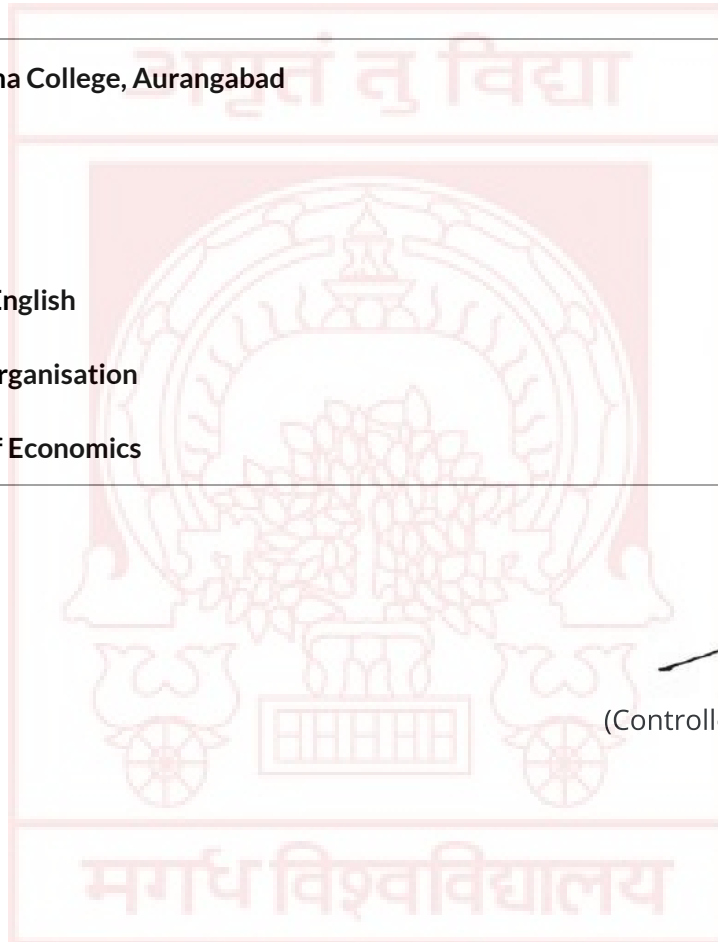 अमृतं तु विद्या
na College, Aurangabad
English
rganisation
f Economics
(Controll
मगध विश्वविद्यालय